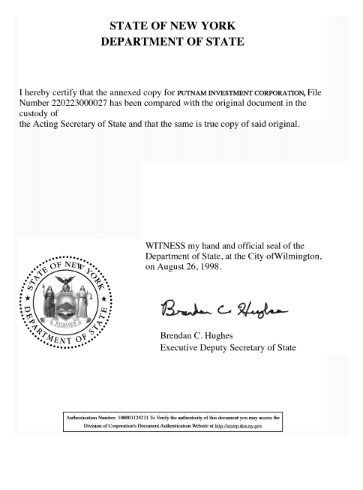 STATE OF NEW YORK
DEPARTMENT OF STATE
I hereby certify that the annexed copy for PUTNAM INVESTMENT CORPORATION, File
Number 220223000027 has been compared with the original document in the
custody of
the Acting Secretary of State and that the same is true copy of said original.
WITNESS my hand and official seal of the
Department of State, at the City ofWilmington,
on August 26, 1998.
STATE OF NEW YORK
DEPARTMENT OF STATE
Brendan C. Hughes
Brendan C. Hughes
Executive Deputy Secretary of State
Authentication Number: 100001124211 To Verify the authenticity of this document you may access the
Division of Corporation's Document Authentication Website at http://ecorp.dos.ny.gov